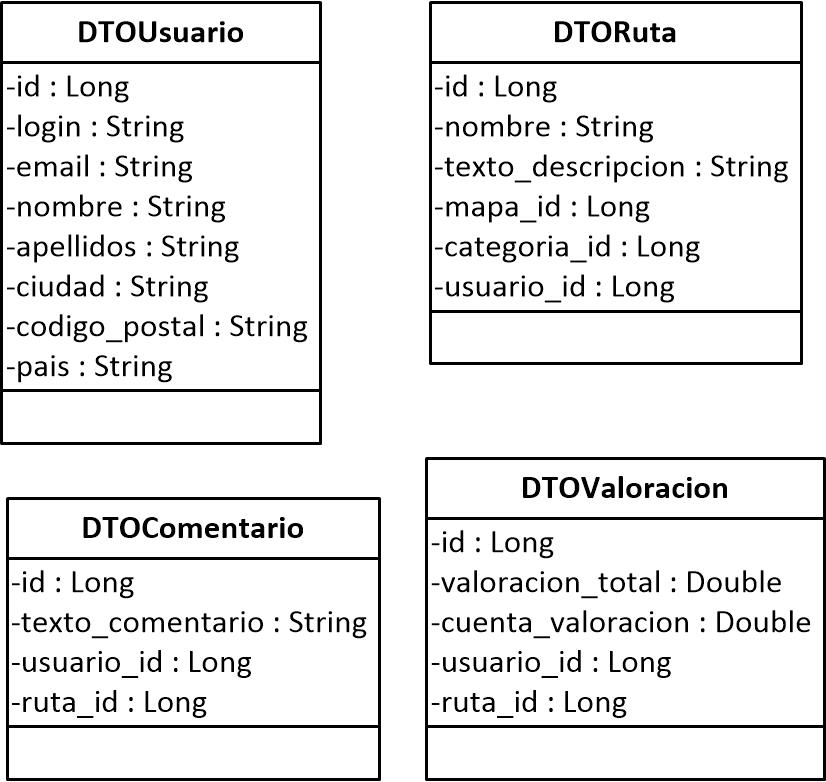 DTOUsuario
-id : Long
-login : String
-email : String
-nombre : String
-apellidos : String
-ciudad : String
-codigo_postal : String
-pais : String
DTORuta
-id : Long
-nombre : String
-texto_descripcion : String
-mapa_id : Long
-categoria_id : Long
-usuario_id : Long
DTOComentario
-id : Long
-texto_comentario : String
-usuario_id : Long
-ruta_id : Long
DTOValoracion
-id : Long
-valoracion_total : Double
-cuenta_valoracion : Double
-usuario_id : Long
-ruta_id : Long